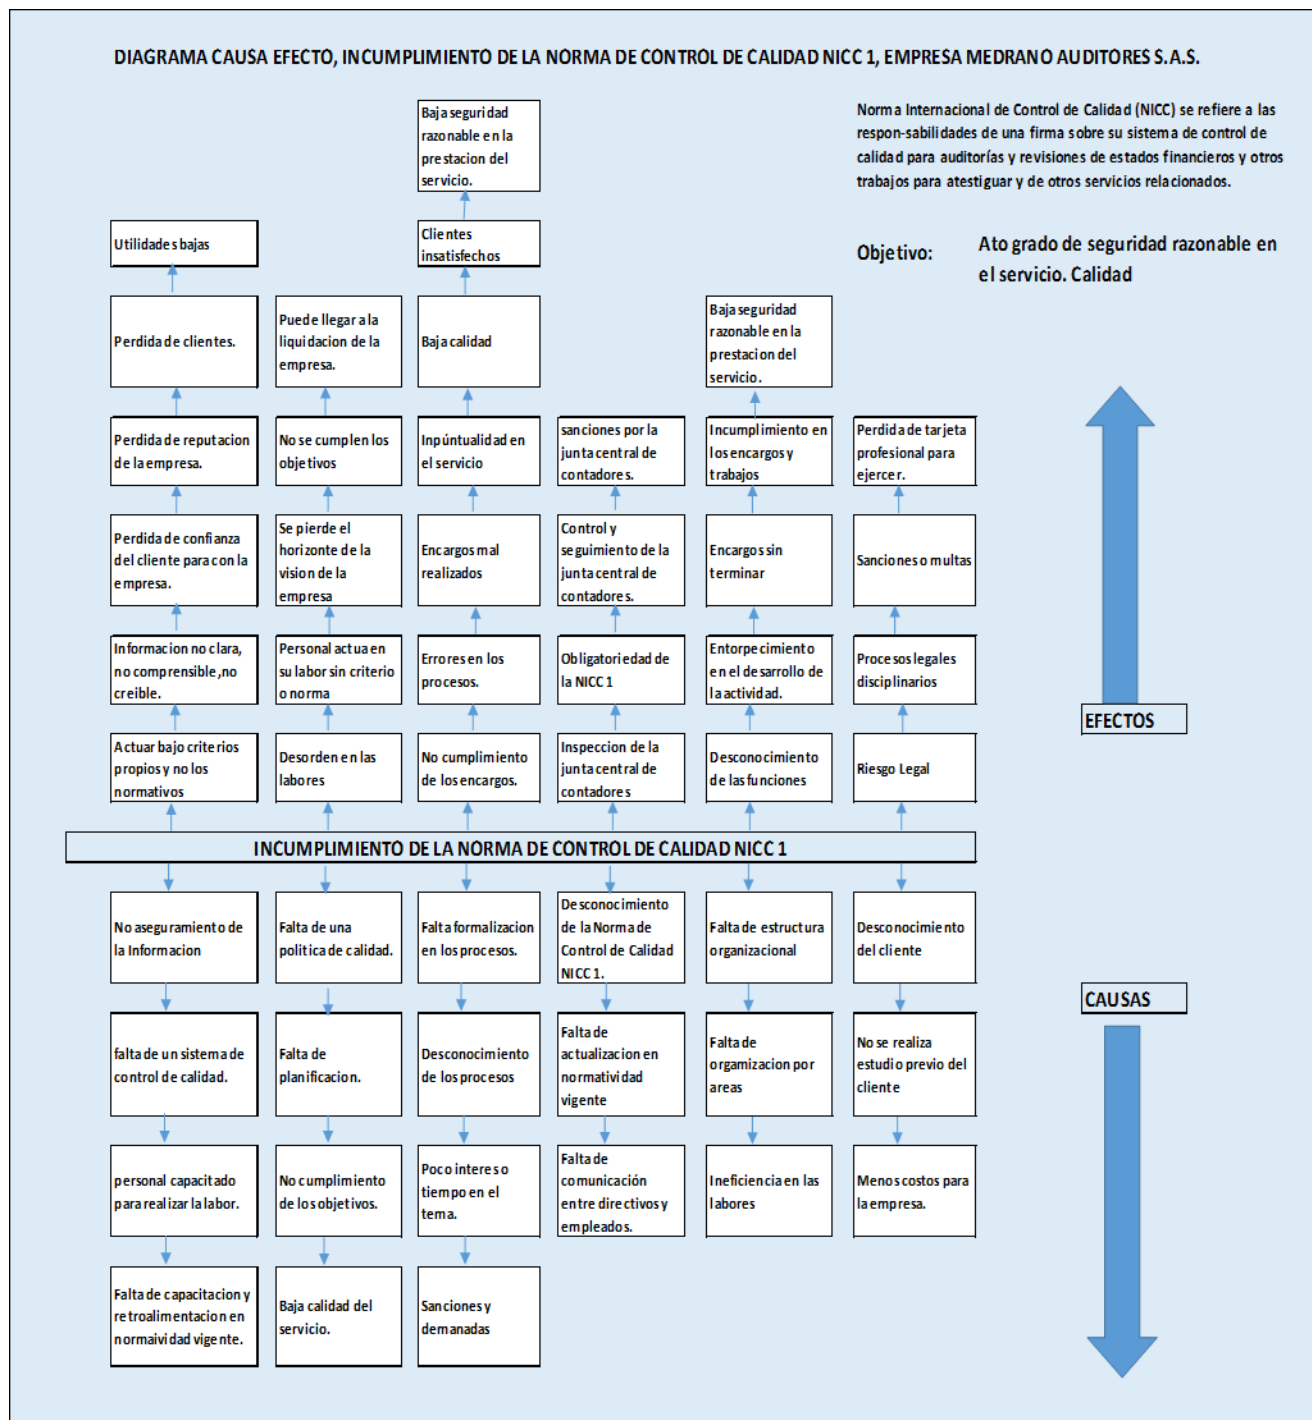 DIAGRAMA CAUSA EFECTO, INCUMPLIMIENTO DE LA NORMA DE CONTROL DE CALIDAD NICC 1, EMPRESA MEDRANO AUDITORES S.A.S.
Norma Internacional de Control de Calidad (NICC) se refiere a las
respon-sabilidades de una firma sobre su sistema de control de
calidad para auditorías y revisiones de estados financieros y otros
trabajos para atestiguar y de otros servicios relacionados.
Objetivo:
Ato grado de seguridad razonable en
el servicio. Calidad
Baja seguridad
razonable en la
prestacion del
servicio.
Utilidades bajas
Clientes
insatisfechos
Perdida de clientes.
Puede llegar a la
liquidacion de la
empresa.
Baja calidad
Baja seguridad
razonable en la
prestacion del
servicio.
Perdida de reputacion
de la empresa.
No se cumplen los
objetivos
Inpúntualidad en
el servicio
sanciones por la
junta central de
contadores.
Incumplimiento en
los encargos y
trabajos
Perdida de tarjeta
profesional para
ejercer.
Perdida de confianza
del cliente para con la
empresa.
Se pierde el
horizonte de la
vision de la
empresa
Encargos mal
realizados
Control y
seguimiento de la
junta central de
contadores.
Encargos sin
terminar
Sanciones o multas
Informacion no clara,
no comprensible,no
creible.
Personal actua en
su labor sin criterio
o norma
Errores en los
procesos.
Obligatoriedad de
la NICC 1
Entorpecimiento
en el desarrollo de
la actividad.
Procesos legales
disciplinarios
EFECTOS
Actuar bajo criterios
propios y no los
normativos
Desorden en las
labores
No cumplimiento
de los encargos.
Inspeccion de la
junta central de
contadores
Desconocimiento
de las funciones
Riesgo Legal
INCUMPLIMIENTO DE LA NORMA DE CONTROL DE CALIDAD NICC 1
No aseguramiento de
la Informacion
Falta de una
politica de calidad.
Falta formalizacion
en los procesos.
Desconocimiento
de la Norma de
Control de Calidad
NICC 1.
Falta de estructura
organizacional
Desconocimiento
del cliente
CAUSAS
falta de un sistema de
control de calidad.
Falta de
planificacion.
Desconocimiento
de los procesos
Falta de
actualizacion en
normatividad
vigente
Falta de
orgamizacion por
areas
No se realiza
estudio previo del
cliente
personal capacitado
para realizar la labor.
No cumplimiento
de los objetivos.
Poco interes o
tiempo en el
tema.
Falta de
comunicación
entre directivos y
empleados.
Ineficiencia en las
labores
Menos costos para
la empresa.
Falta de capacitacion y
retroalimentacion en
normaividad vigente.
Baja calidad del
servicio.
Sanciones y
demanadas